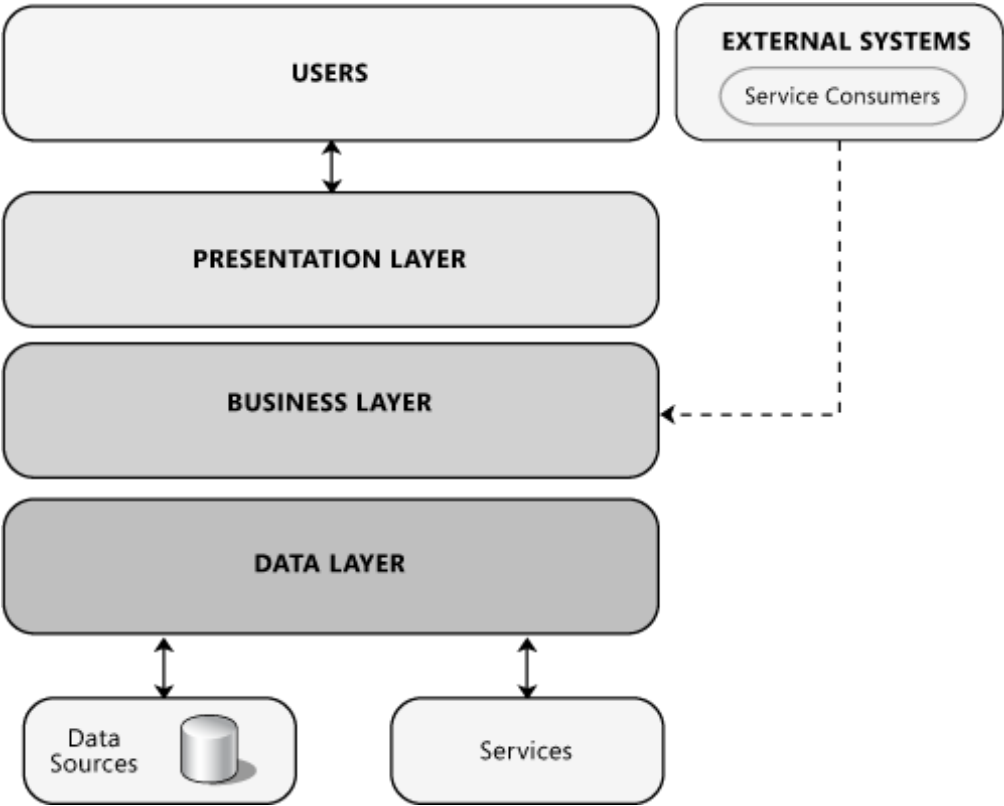 USERS
EXTERNAL SYSTEMS
Service Consumers
PRESENTATION LAYER
BUSINESS LAYER
DATA LAYER
Data
Sources
Services